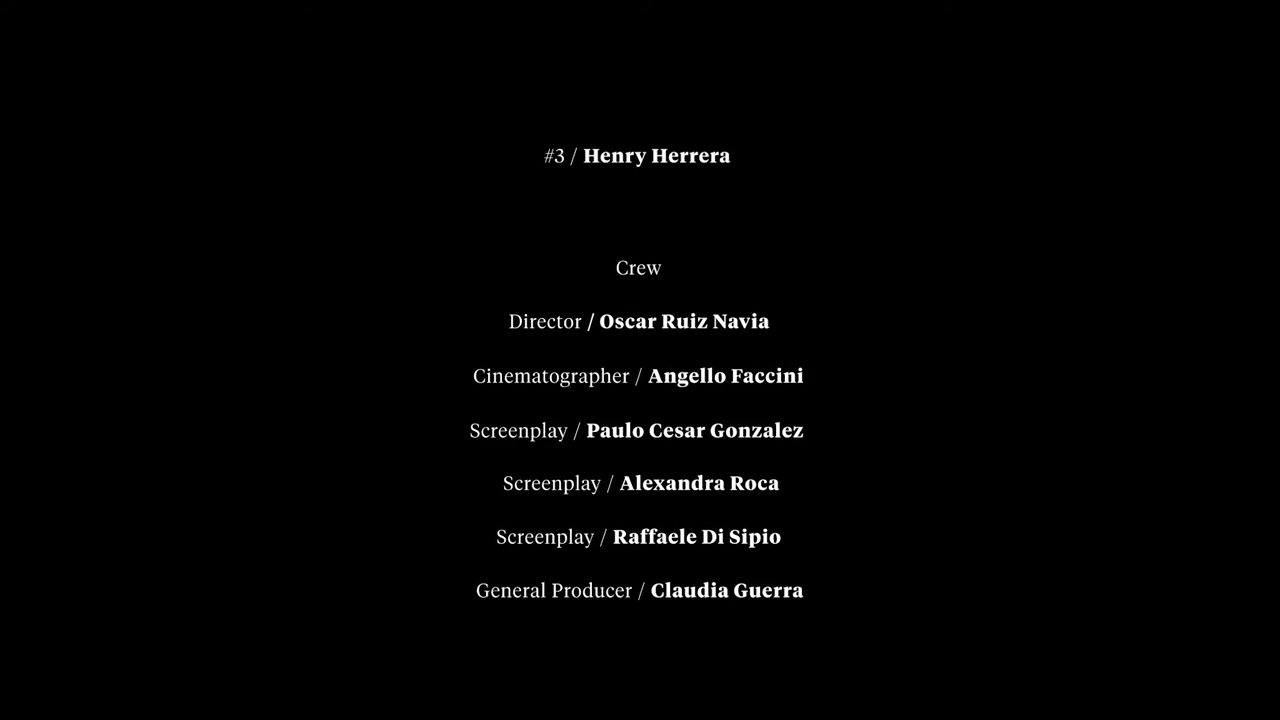 #3 / Henry Herrera
Crew
Director / Oscar Ruiz Navia
Cinematographer / Angello Faccini
Screenplay / Paulo Cesar Gonzalez
Screenplay / Alexandra Roca
Screenplay / Raffaele Di Sipio
General Producer / Claudia Guerra